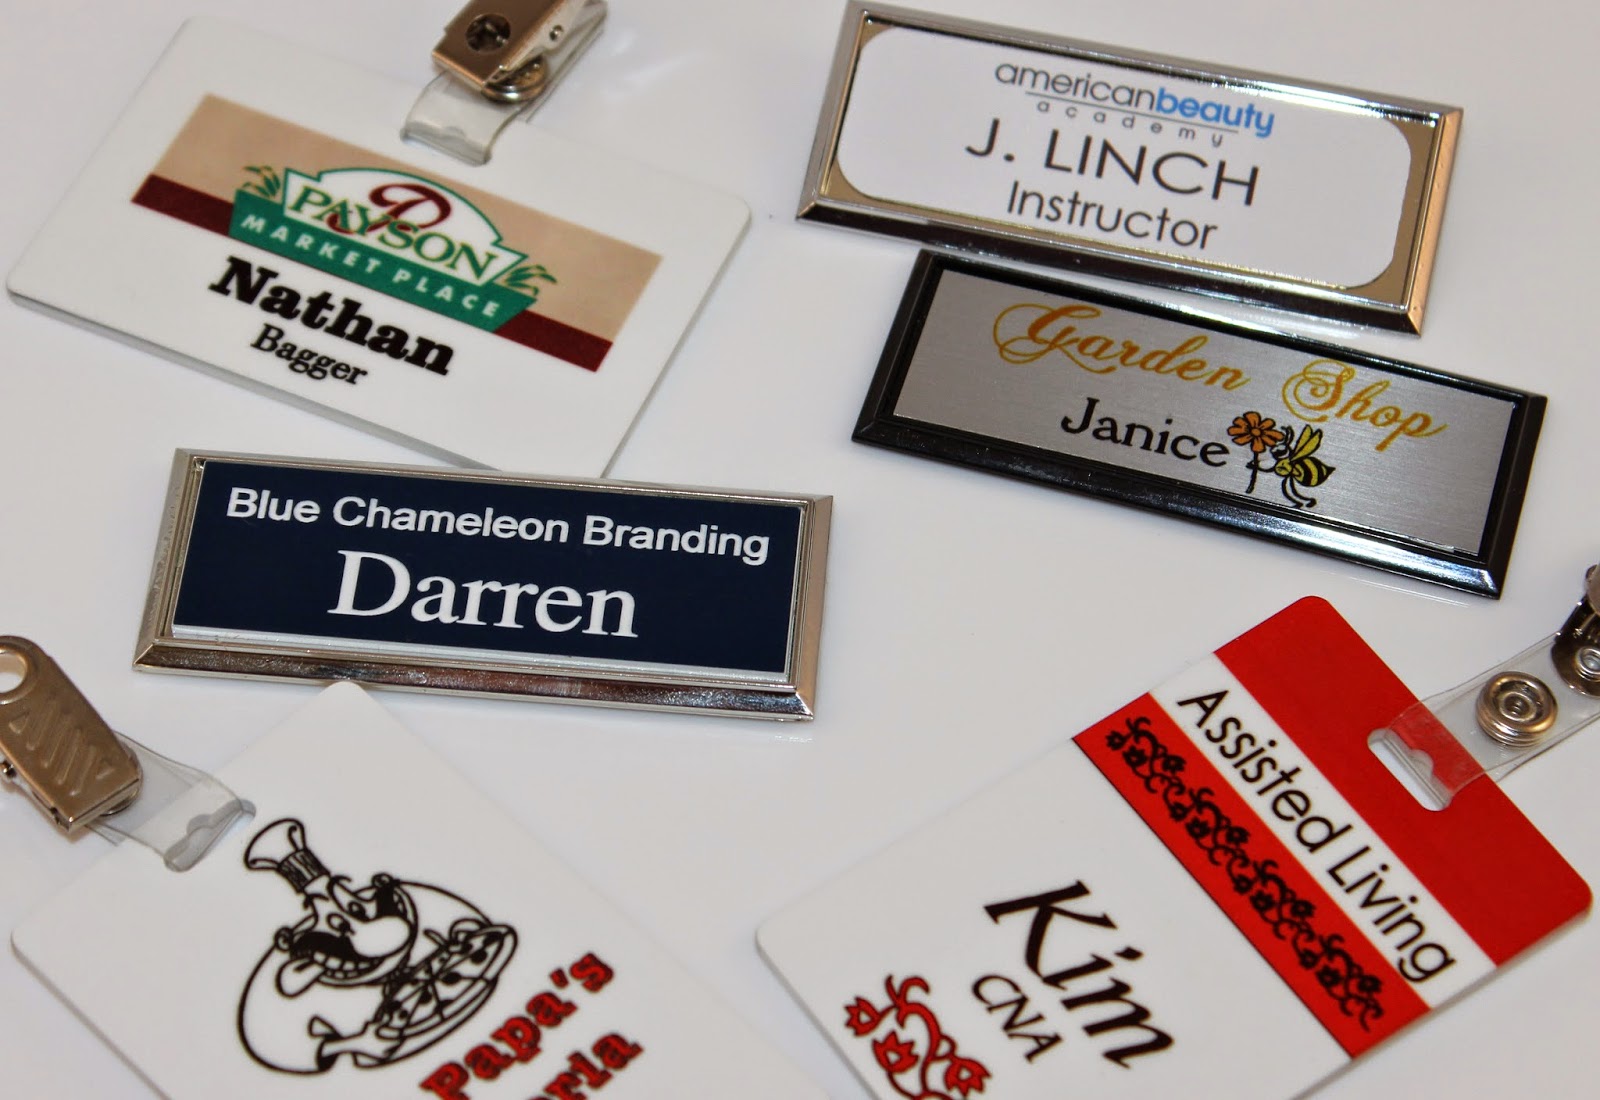 PAYSON
MARKET PLACE
Nathan
Bagger
americanbeauty
academy
J. LINCH
Instructor
Garden Shop
Janice
Blue Chameleon Branding
Darren
Assisted Living
Kim
CNA
Papa's